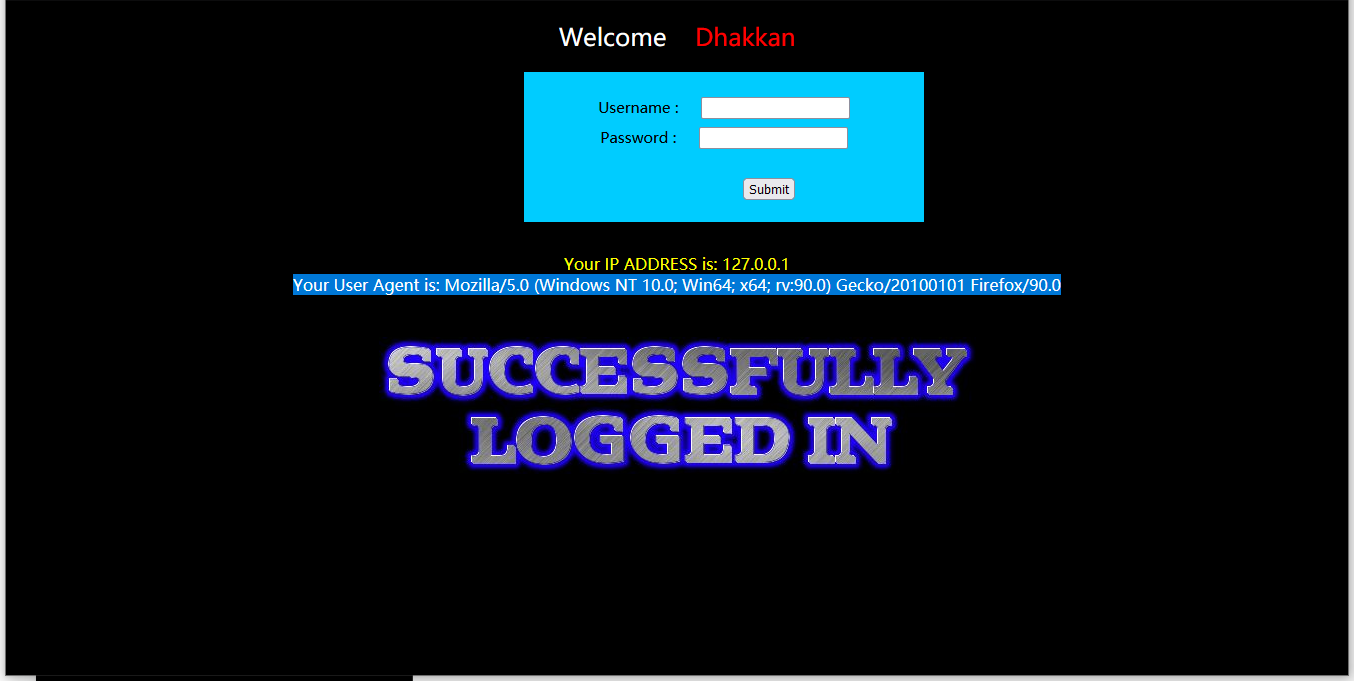 Welcome Dhakkan
Username :
Password :
Submit
Your IP ADDRESS is: 127.0.0.1
Your User Agent is: Mozilla/5.0 (Windows NT 10.0; Win64; x64; rv:90.0) Gecko/20100101 Firefox/90.0
SUCCESSFULLY
LOGGED IN